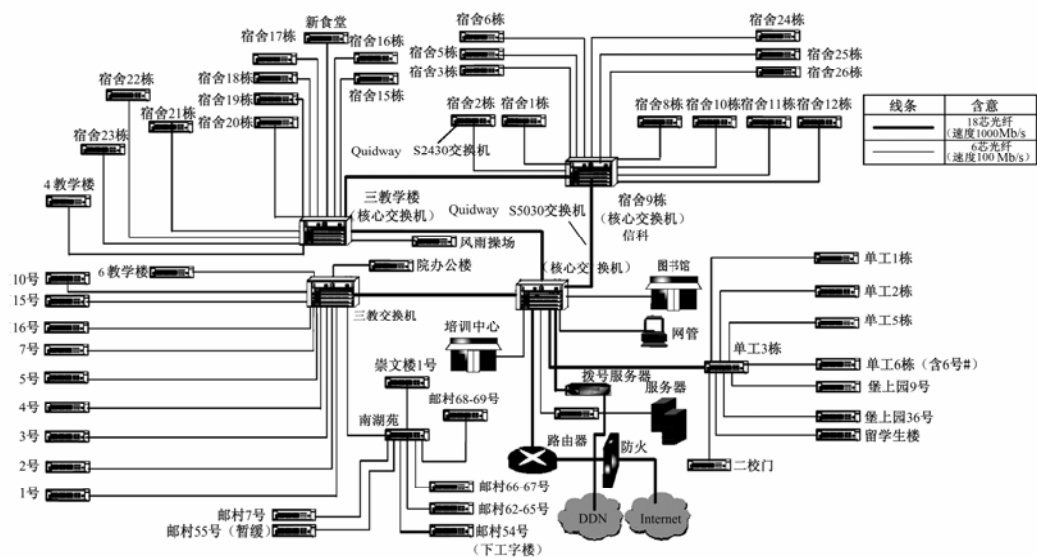 宿舍6栋
宿舍24栋
新食堂
宿舍17栋
宿舍16栋
宿舍5栋
宿舍25栋
宿舍3栋
宿舍26栋
宿舍22栋
宿舍18栋
宿舍15栋
宿舍19栋
宿舍21栋
宿舍20栋
宿舍2栋
宿舍1栋
宿舍8栋
宿舍10栋
宿舍11栋
宿舍12栋
线条
含意
18芯光纤
(速度1000Mb/s
6芯光纤
(速度100 Mb/s)
宿舍23栋
Quidway
S2430交换机
4教学楼
三教学楼
(核心交换机)
Quidway
S5030交换机
宿舍9栋
(核心交换机)
信科
风雨操场
院办公楼
(核心交换机)
图书馆
单工1栋
6教学楼
10号
15号
三教交换机
网管
单工2栋
16号
培训中心
单工5栋
7号
单工3栋
崇文楼1号
拨号服务器
服务器
单工6栋(含6号#)
5号
堡上园9号
4号
邮村68-69号
南湖苑
堡上园36号
3号
路由器
防火
留学生楼
2号
二校门
1号
邮村66-67号
邮村7号
邮村62-65号
DDN
Internet
邮村55号(暂缓)
邮村54号
(下工字楼)